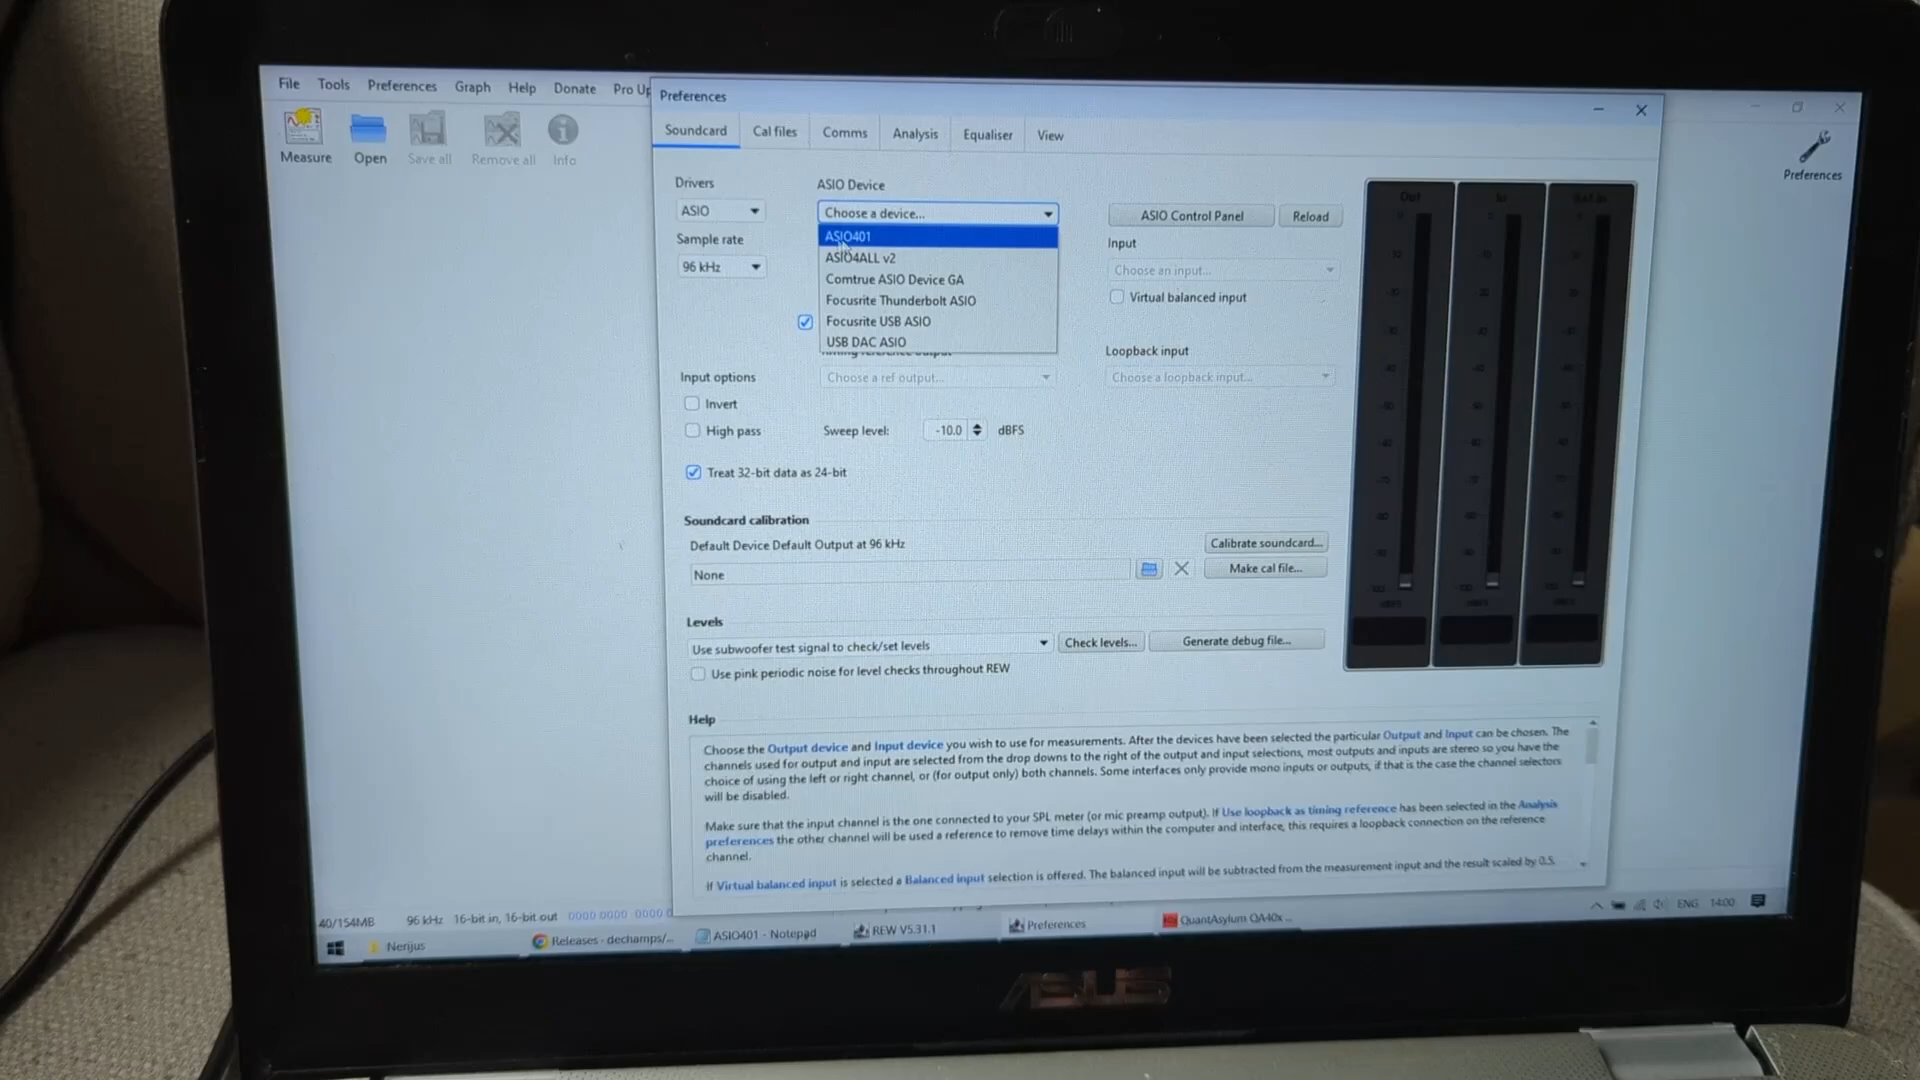 File Tools Preferences Graph Help Donate Pro Up
Measure Open Save all Remove all Info
Preferences
Soundcard Cal files Comms Analysis Equaliser View
Preferences
Drivers
ASIO Device
ASIO
Choose a device...
ASIO Control Panel Reload
Sample rate
96 kHz
ASIO401
ASIO4ALL v2
Comtrue ASIO Device GA
Focusrite Thunderbolt ASIO
Focusrite USB ASIO
USB DAC ASIO
Input
Choose an input...
Virtual balanced input
Timing reference output
Loopback input
Input options
Choose a ref output...
Choose a loopback input...
Invert
High pass
Sweep level: -10.0 dBFS
Treat 32-bit data as 24-bit
Out In
Soundcard calibration
Default Device Default Output at 96 kHz
Calibrate soundcard...
None
Make cal file...
Levels
Use subwoofer test signal to check/set levels
Check levels... Generate debug file...
Use pink periodic noise for level checks throughout REW
Help
Choose the Output device and Input device you wish to use for measurements. After the devices have been selected the particular Output and Input can be chosen. The
channels used for output and input are selected from the drop downs to the right of the output and input selections, most outputs and inputs are stereo so you have the
choice of using the left or right channel, or (for output only) both channels. Some interfaces only provide mono inputs or outputs, if that is the case the channel selectors
will be disabled.
Make sure that the input channel is the one connected to your SPL meter (or mic preamp output). If Use loopback as timing reference has been selected in the Analysis
preferences the other channel will be used a reference to remove time delays within the computer and interface, this requires a loopback connection on the reference
channel.
If Virtual balanced input is selected a Balanced input selection is offered. The balanced input will be subtracted from the measurement input and the result scaled by 0.5.
40/154MB 96 kHz 16-bit in, 16-bit out 0000 0000 0000 0
Nerijus Releases · dechamps/... ASIO401 - Notepad REW V5.31.1 Preferences QuantAsylum QA40x ...
ENG 14:00
ASUS